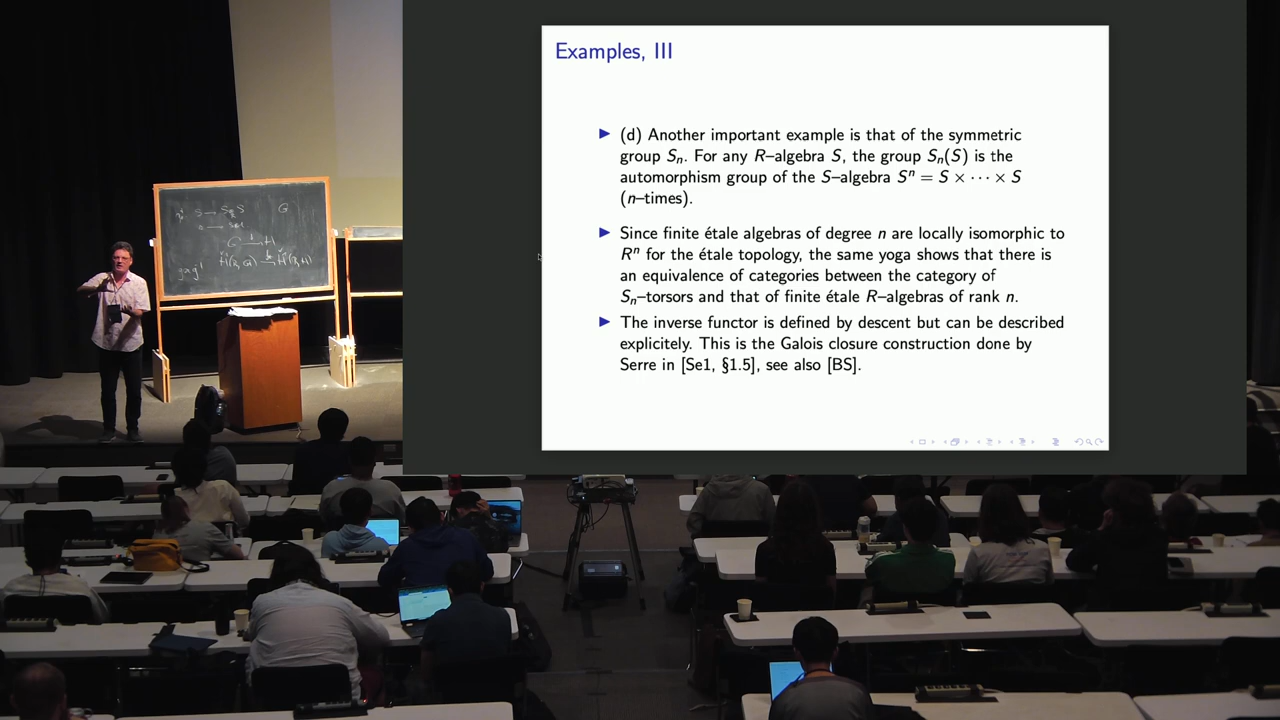 Examples, III
(d) Another important example is that of the symmetric
group Sₙ. For any R–algebra S, the group Sₙ(S) is the
automorphism group of the S–algebra Sⁿ = S × ⋯ × S
(n–times).
Since finite étale algebras of degree n are locally isomorphic to
Rⁿ for the étale topology, the same yoga shows that there is
an equivalence of categories between the category of
Sₙ–torsors and that of finite étale R–algebras of rank n.
The inverse functor is defined by descent but can be described
explicitly. This is the Galois closure construction done by
Serre in [Se1, §1.5], see also [BS].